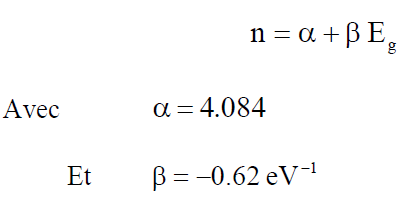 n = α + β E_g
Avec α = 4.084
Et β = –0.62 eV⁻¹